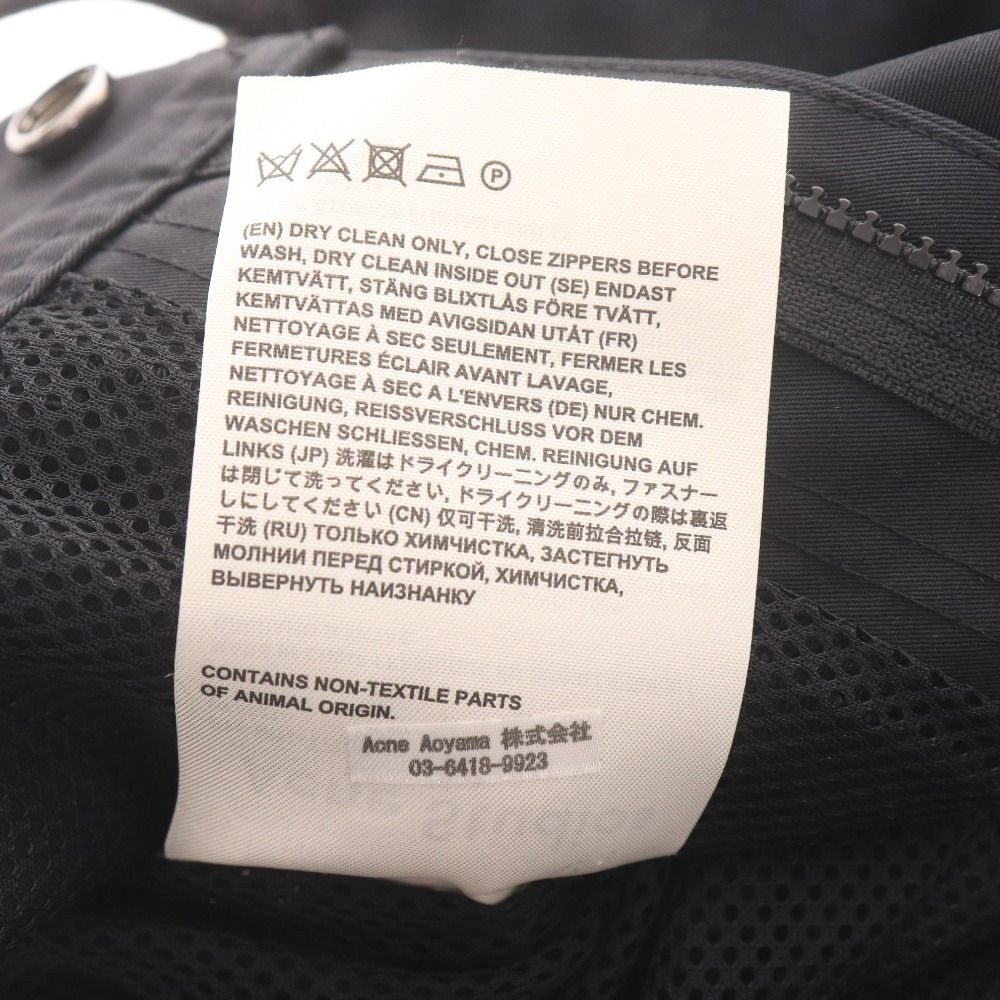 P
(EN) DRY CLEAN ONLY, CLOSE ZIPPERS BEFORE
WASH, DRY CLEAN INSIDE OUT (SE) ENDAST
KEMTVÄTT, STÄNG BLIXTLÅS FÖRE TVÄTT,
KEMTVÄTTAS MED AVIGSIDAN UTÅT (FR)
NETTOYAGE À SEC SEULEMENT, FERMER LES
FERMETURES ÉCLAIR AVANT LAVAGE,
NETTOYAGE À SEC A L'ENVERS (DE) NUR CHEM.
REINIGUNG, REISSVERSCHLUSS VOR DEM
WASCHEN SCHLIESSEN, CHEM. REINIGUNG AUF
LINKS (JP) 洗濯はドライクリーニングのみ, ファスナー
は閉じて洗ってください, ドライクリーニングの際は裏返
しにしてください (CN) 仅可干洗, 清洗前拉合拉链, 反面
干洗 (RU) ТОЛЬКО ХИМЧИСТКА, ЗАСТЕГНУТЬ
МОЛНИИ ПЕРЕД СТИРКОЙ, ХИМЧИСТКА,
ВЫВЕРНУТЬ НАИЗНАНКУ
CONTAINS NON-TEXTILE PARTS
OF ANIMAL ORIGIN.
Acne Aoyama 株式会社
03-6418-9923